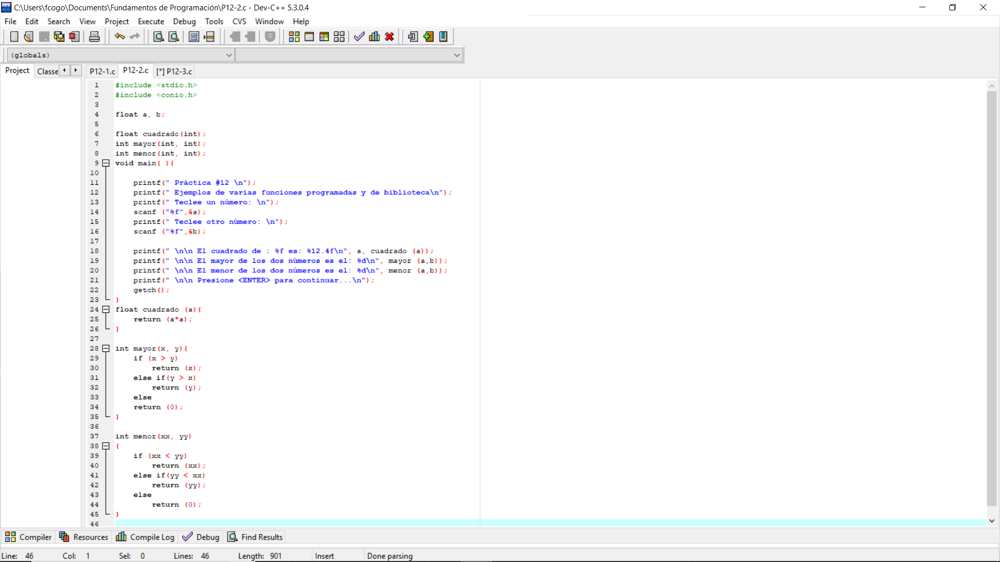 C:\Users\fcogo\Documents\Fundamentos de Programación\P12-2.c - Dev-C++ 5.3.0.4
File Edit Search View Project Execute Debug Tools CVS Window Help
(globals)
Project Classe P12-1.c P12-2.c [*] P12-3.c
1 #include <stdio.h>
2 #include <conio.h>
3
4 float a, b;
5
6 float cuadrado(int);
7 int mayor(int, int);
8 int menor(int, int);
9 void main( ){
10
11     printf(" Práctica #12 \n");
12     printf(" Ejemplos de varias funciones programadas y de biblioteca\n");
13     printf(" Teclee un número: \n");
14     scanf ("%f",&a);
15     printf(" Teclee otro número: \n");
16     scanf ("%f",&b);
17
18     printf(" \n\n El cuadrado de : %f es: %12.4f\n", a, cuadrado (a));
19     printf(" \n\n El mayor de los dos números es el: %d\n", mayor (a,b));
20     printf(" \n\n El menor de los dos números es el: %d\n", menor (a,b));
21     printf(" \n\n Presione <ENTER> para continuar...\n");
22     getch();
23 }
24 float cuadrado (a){
25     return (a*a);
26 }
27
28 int mayor(x, y){
29     if (x > y)
30         return (x);
31     else if(y > x)
32         return (y);
33     else
34     return (0);
35 }
36
37 int menor(xx, yy)
38 {
39     if (xx < yy)
40         return (xx);
41     else if(yy < xx)
42         return (yy);
43     else
44         return (0);
45 }
46
Compiler Resources Compile Log Debug Find Results
Line: 46 Col: 1 Sel: 0 Lines: 46 Length: 901 Insert Done parsing